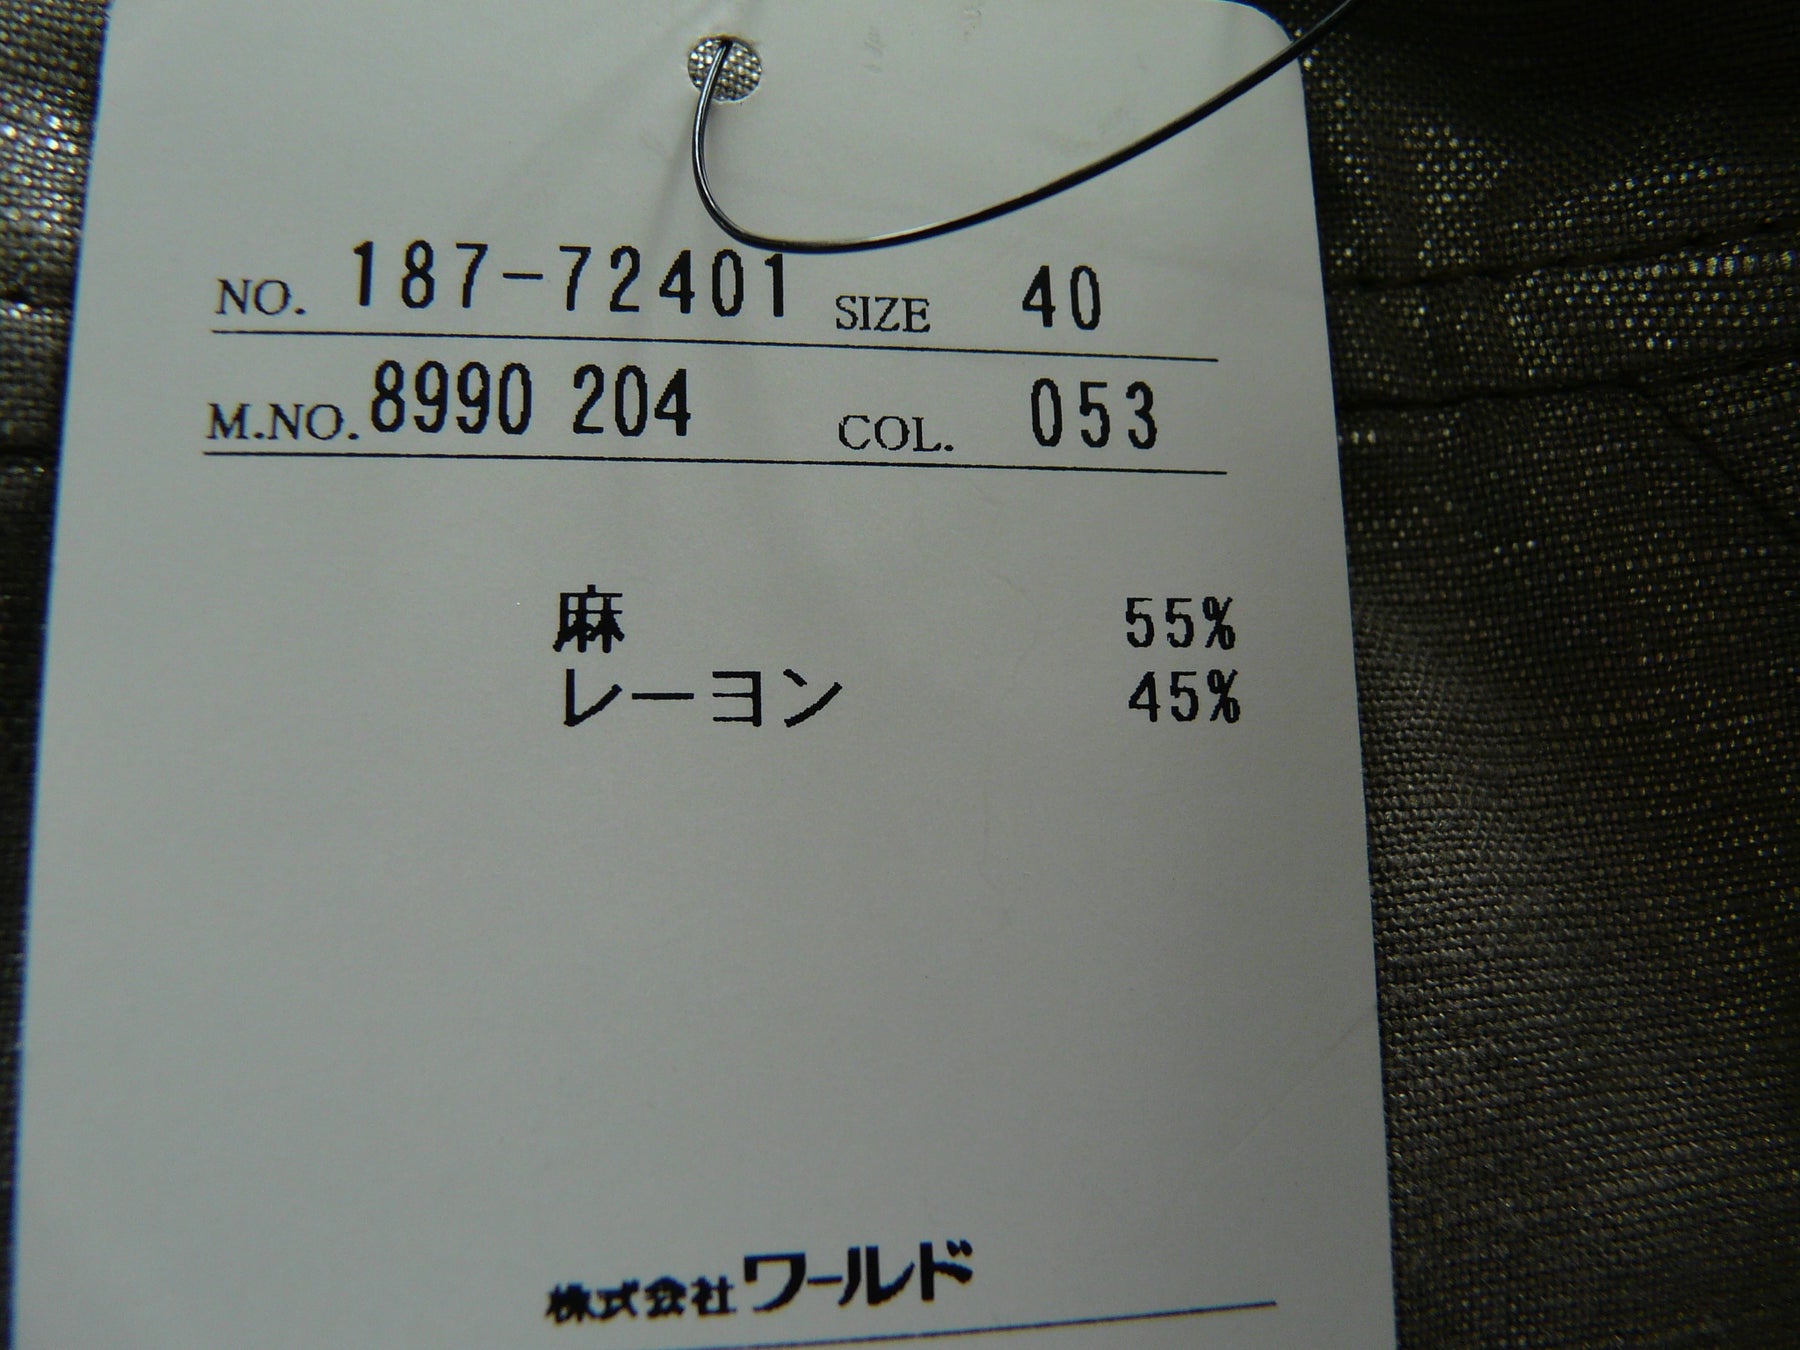 NO. 187-72401 SIZE 40
M.NO. 8990 204 COL. 053
麻 55%
レーヨン 45%
株式会社ワールド